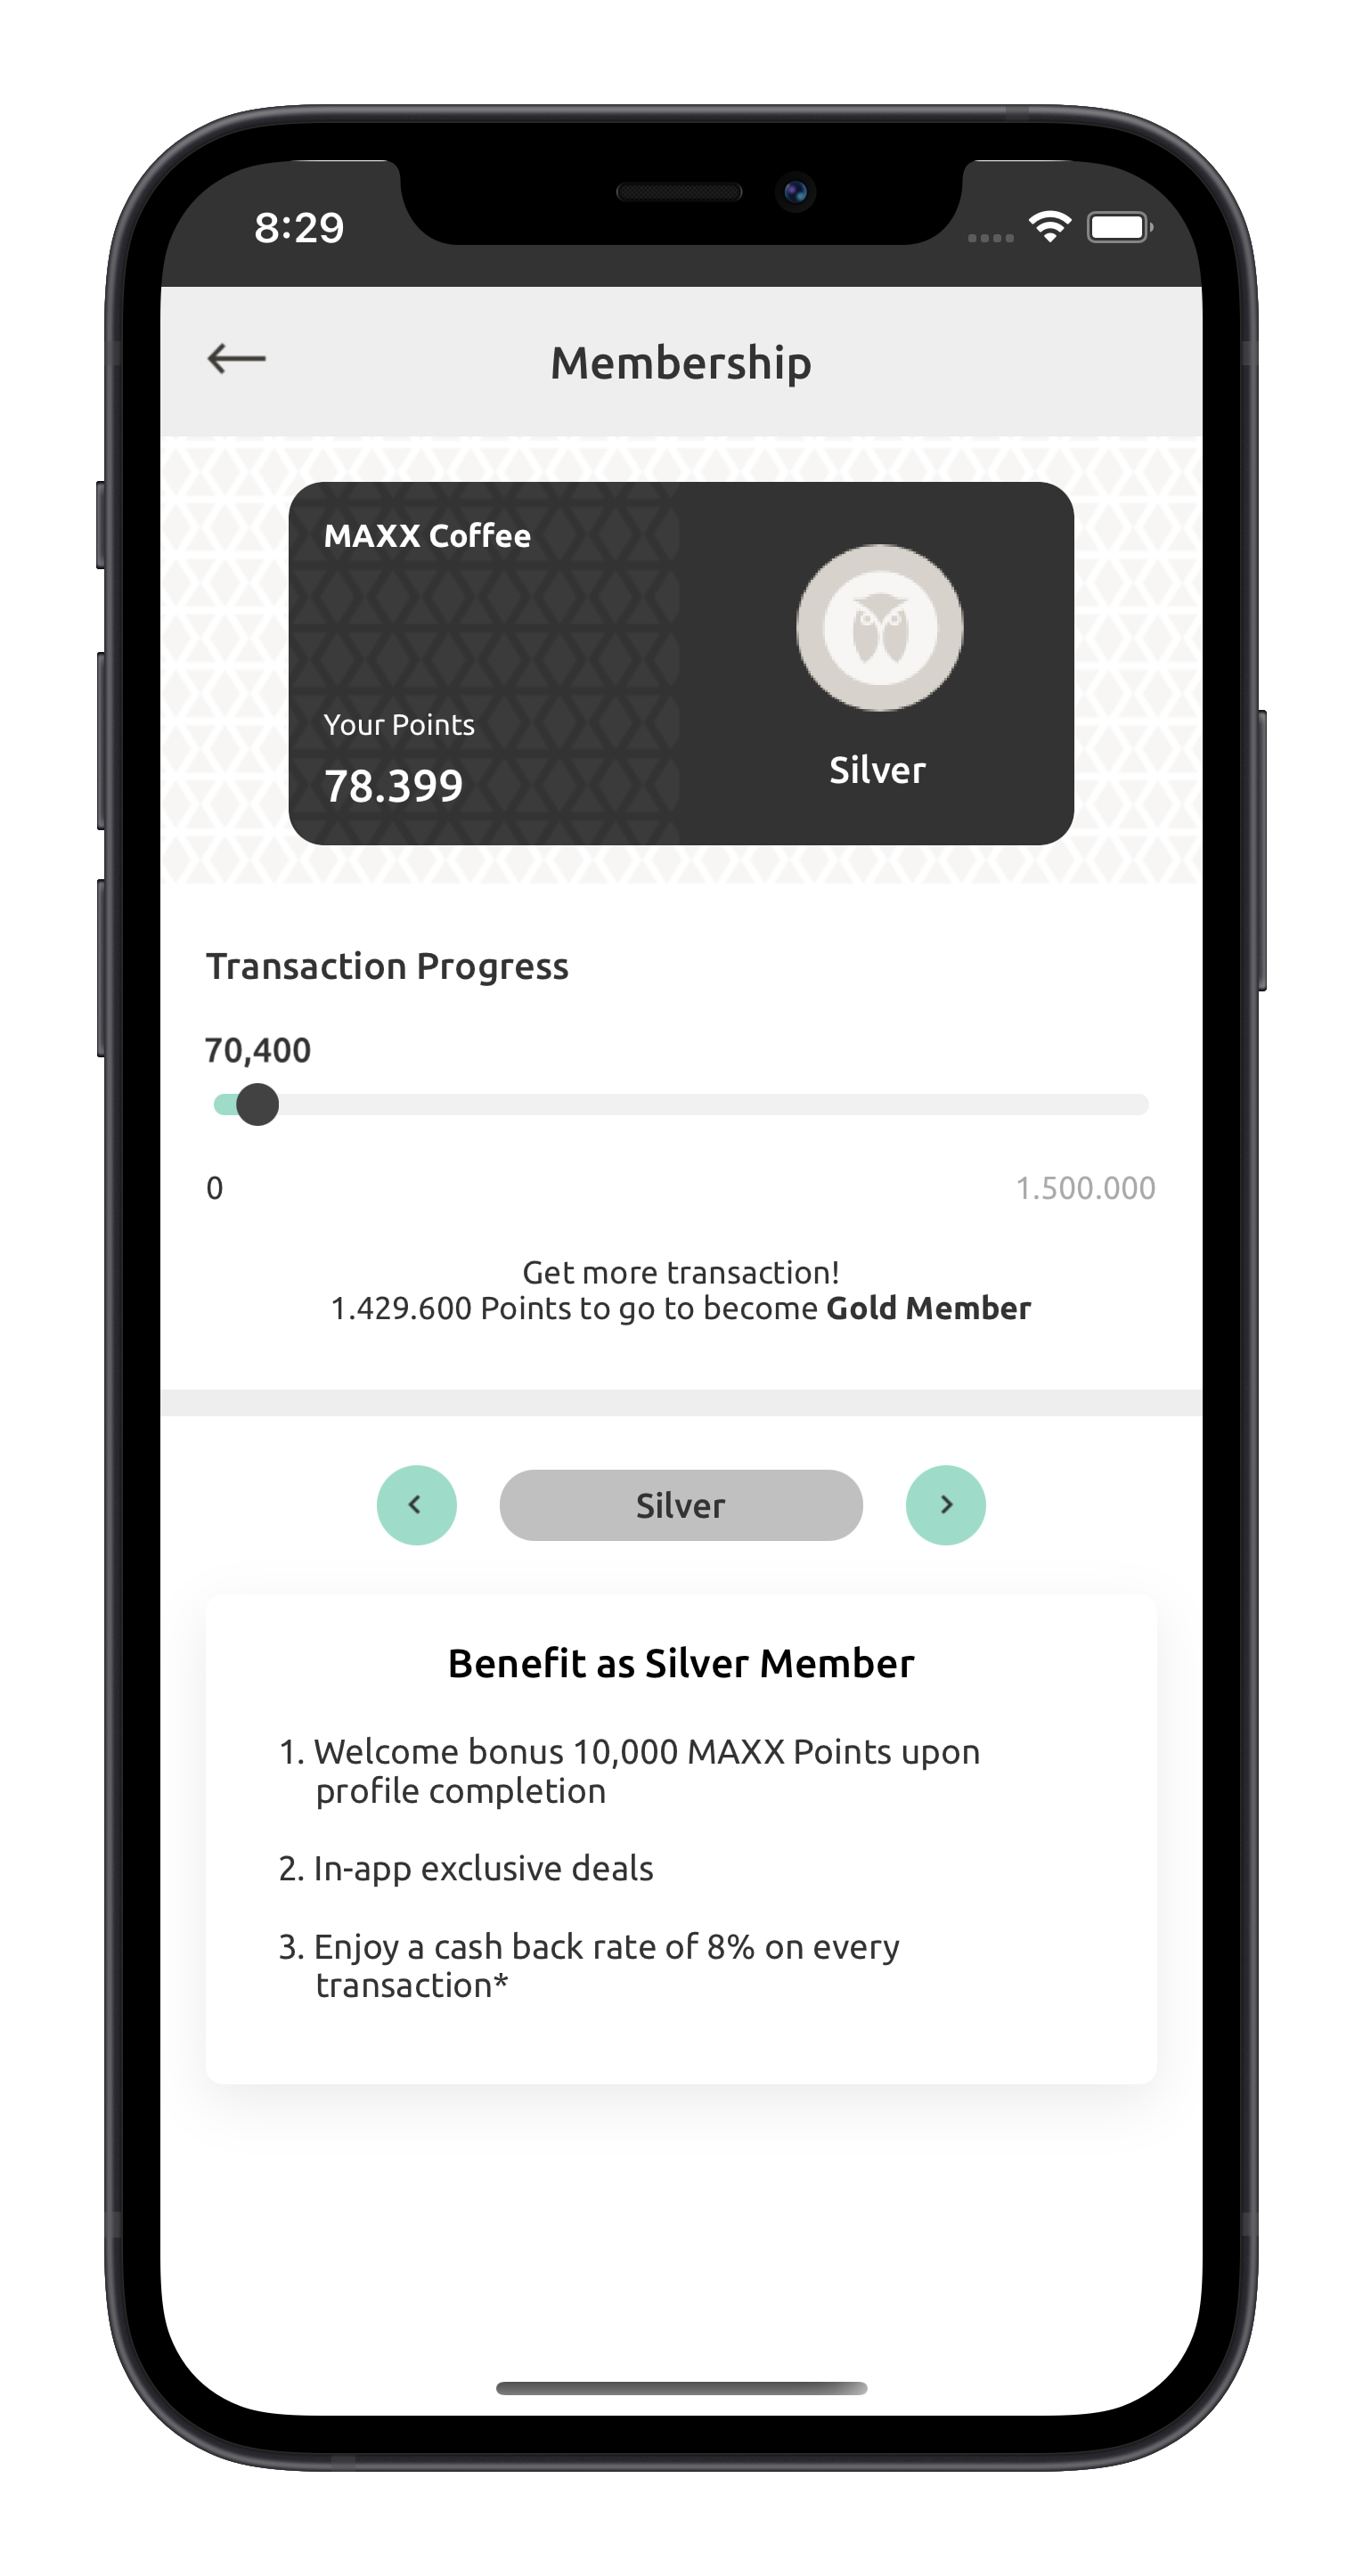 8:29
Membership
MAXX Coffee
Your Points
78.399
Silver
Transaction Progress
70,400
0
1.500.000
Get more transaction!
1.429.600 Points to go to become Gold Member
Silver
Benefit as Silver Member
1. Welcome bonus 10,000 MAXX Points upon
profile completion
2. In-app exclusive deals
3. Enjoy a cash back rate of 8% on every
transaction*